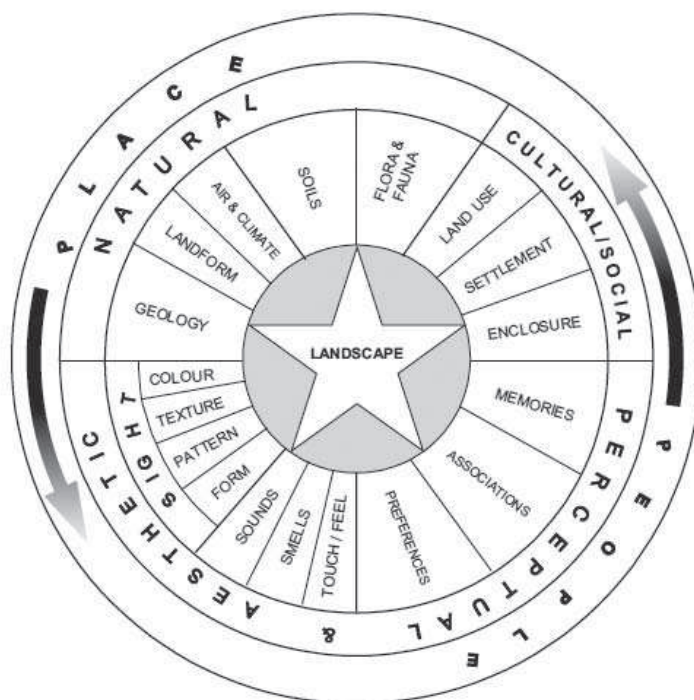 PLACE
NATURAL
CULTURAL/SOCIAL
GEOLOGY
LANDFORM
AIR & CLIMATE
SOILS
FLORA &
FAUNA
LAND USE
SETTLEMENT
ENCLOSURE
LANDSCAPE
MEMORIES
ASSOCIATIONS
PREFERENCES
TOUCH / FEEL
SMELLS
SOUNDS
FORM
PATTERN
TEXTURE
COLOUR
SIGHT
AESTHETIC & PERCEPTUAL
PEOPLE